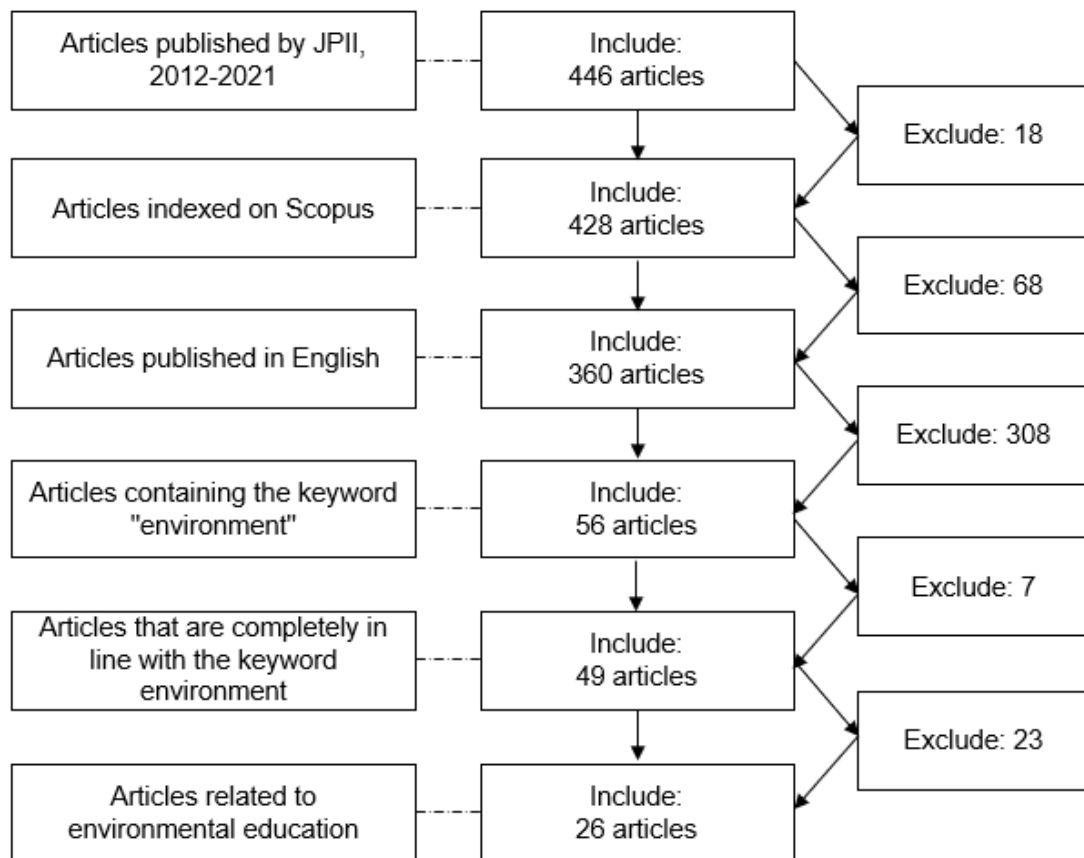 Articles published by JPII,
2012-2021
Include:
446 articles
Exclude: 18
Articles indexed on Scopus
Include:
428 articles
Exclude: 68
Articles published in English
Include:
360 articles
Exclude: 308
Articles containing the keyword
"environment"
Include:
56 articles
Exclude: 7
Articles that are completely in
line with the keyword
environment
Include:
49 articles
Exclude: 23
Articles related to
environmental education
Include:
26 articles